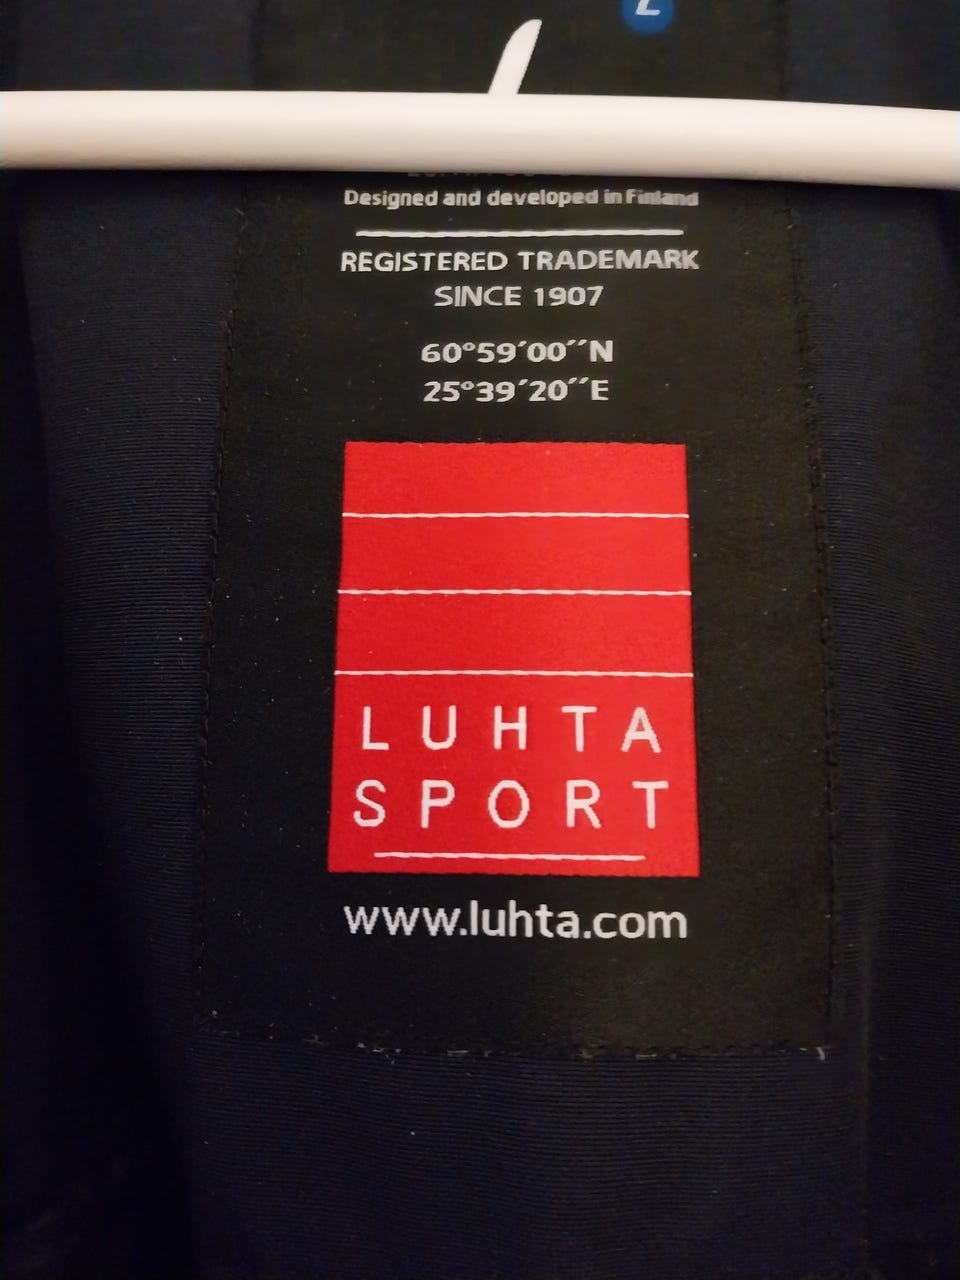 Designed and developed in Finland
REGISTERED TRADEMARK
SINCE 1907
60°59′00′′N
25°39′20′′E
LUHTA
SPORT
www.luhta.com